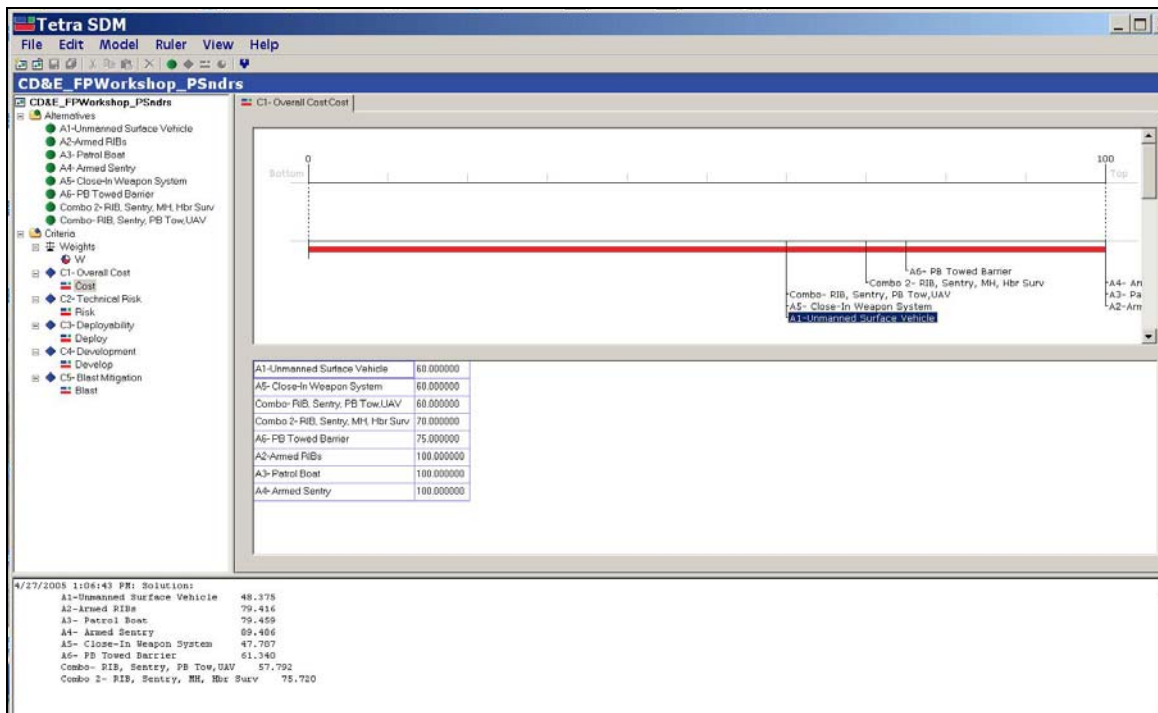 Tetra SDM
File Edit Model Ruler View Help
CD&E_FPWorkshop_PSndrs
CD&E_FPWorkshop_PSndrs
Alternatives
A1-Unmanned Surface Vehicle
A2-Armed RIBs
A3- Patrol Boat
A4- Armed Sentry
A5- Close-In Weapon System
A6- PB Towed Barrier
Combo 2- RIB, Sentry, MH, Hbr Surv
Combo- RIB, Sentry, PB Tow,UAV
Criteria
Weights
W
C1- Overall Cost
Cost
C2- Technical Risk
Risk
C3- Deployability
Deploy
C4- Development
Develop
C5- Blast Mitigation
Blast
C1- Overall Cost Cost
0 100
Bottom Top
A6- PB Towed Barrier
Combo 2- RIB, Sentry, MH, Hbr Surv A4- An
Combo- RIB, Sentry, PB Tow,UAV A3- Pa
A5- Close-In Weapon System A2-Arm
A1-Unmanned Surface Vehicle
A1-Unmanned Surface Vehicle 60.000000
A5- Close-In Weapon System 60.000000
Combo- RIB, Sentry, PB Tow,UAV 60.000000
Combo 2- RIB, Sentry, MH, Hbr Surv 70.000000
A6- PB Towed Barrier 75.000000
A2-Armed RIBs 100.000000
A3- Patrol Boat 100.000000
A4- Armed Sentry 100.000000
4/27/2005 1:06:43 PM: Solution:
A1-Unmanned Surface Vehicle 48.375
A2-Armed RIBs 79.416
A3- Patrol Boat 79.459
A4- Armed Sentry 89.486
A5- Close-In Weapon System 47.787
A6- PB Towed Barrier 61.340
Combo- RIB, Sentry, PB Tow,UAV 57.792
Combo 2- RIB, Sentry, MH, Hbr Surv 75.720